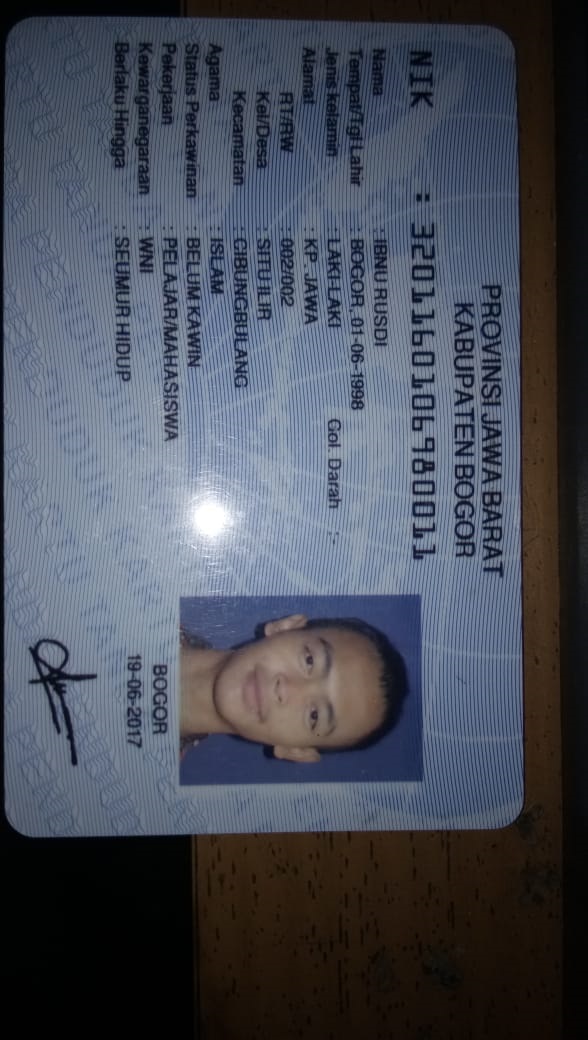 PROVINSI JAWA BARAT
KABUPATEN BOGOR
NIK : 3201160106980011
Nama : IBNU RUSDI
Tempat/Tgl Lahir : BOGOR, 01-06-1998
Jenis kelamin : LAKI-LAKI Gol. Darah :-
Alamat : KP. JAWA
RT/RW : 002/002
Kel/Desa : SITU ILIR
Kecamatan : CIBUNGBULANG
Agama : ISLAM
Status Perkawinan : BELUM KAWIN
Pekerjaan : PELAJAR/MAHASISWA
Kewarganegaraan : WNI
Berlaku Hingga : SEUMUR HIDUP
BOGOR
19-06-2017